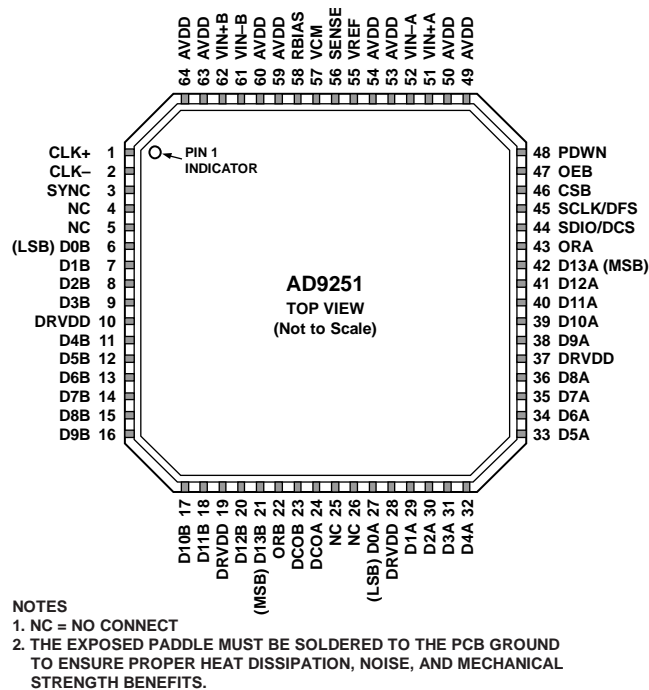 64 AVDD
63 AVDD
62 VIN+B
61 VIN–B
60 AVDD
59 AVDD
58 RBIAS
57 VCM
56 SENSE
55 VREF
54 AVDD
53 AVDD
52 VIN–A
51 VIN+A
50 AVDD
49 AVDD
CLK+ 1
CLK– 2
SYNC 3
NC 4
NC 5
(LSB) D0B 6
D1B 7
D2B 8
D3B 9
DRVDD 10
D4B 11
D5B 12
D6B 13
D7B 14
D8B 15
D9B 16
PIN 1
INDICATOR
AD9251
TOP VIEW
(Not to Scale)
48 PDWN
47 OEB
46 CSB
45 SCLK/DFS
44 SDIO/DCS
43 ORA
42 D13A (MSB)
41 D12A
40 D11A
39 D10A
38 D9A
37 DRVDD
36 D8A
35 D7A
34 D6A
33 D5A
D10B 17
D11B 18
DRVDD 19
D12B 20
(MSB) D13B 21
ORB 22
DCOB 23
DCOA 24
NC 25
NC 26
(LSB) D0A 27
DRVDD 28
D1A 29
D2A 30
D3A 31
D4A 32
NOTES
1. NC = NO CONNECT
2. THE EXPOSED PADDLE MUST BE SOLDERED TO THE PCB GROUND
TO ENSURE PROPER HEAT DISSIPATION, NOISE, AND MECHANICAL
STRENGTH BENEFITS.